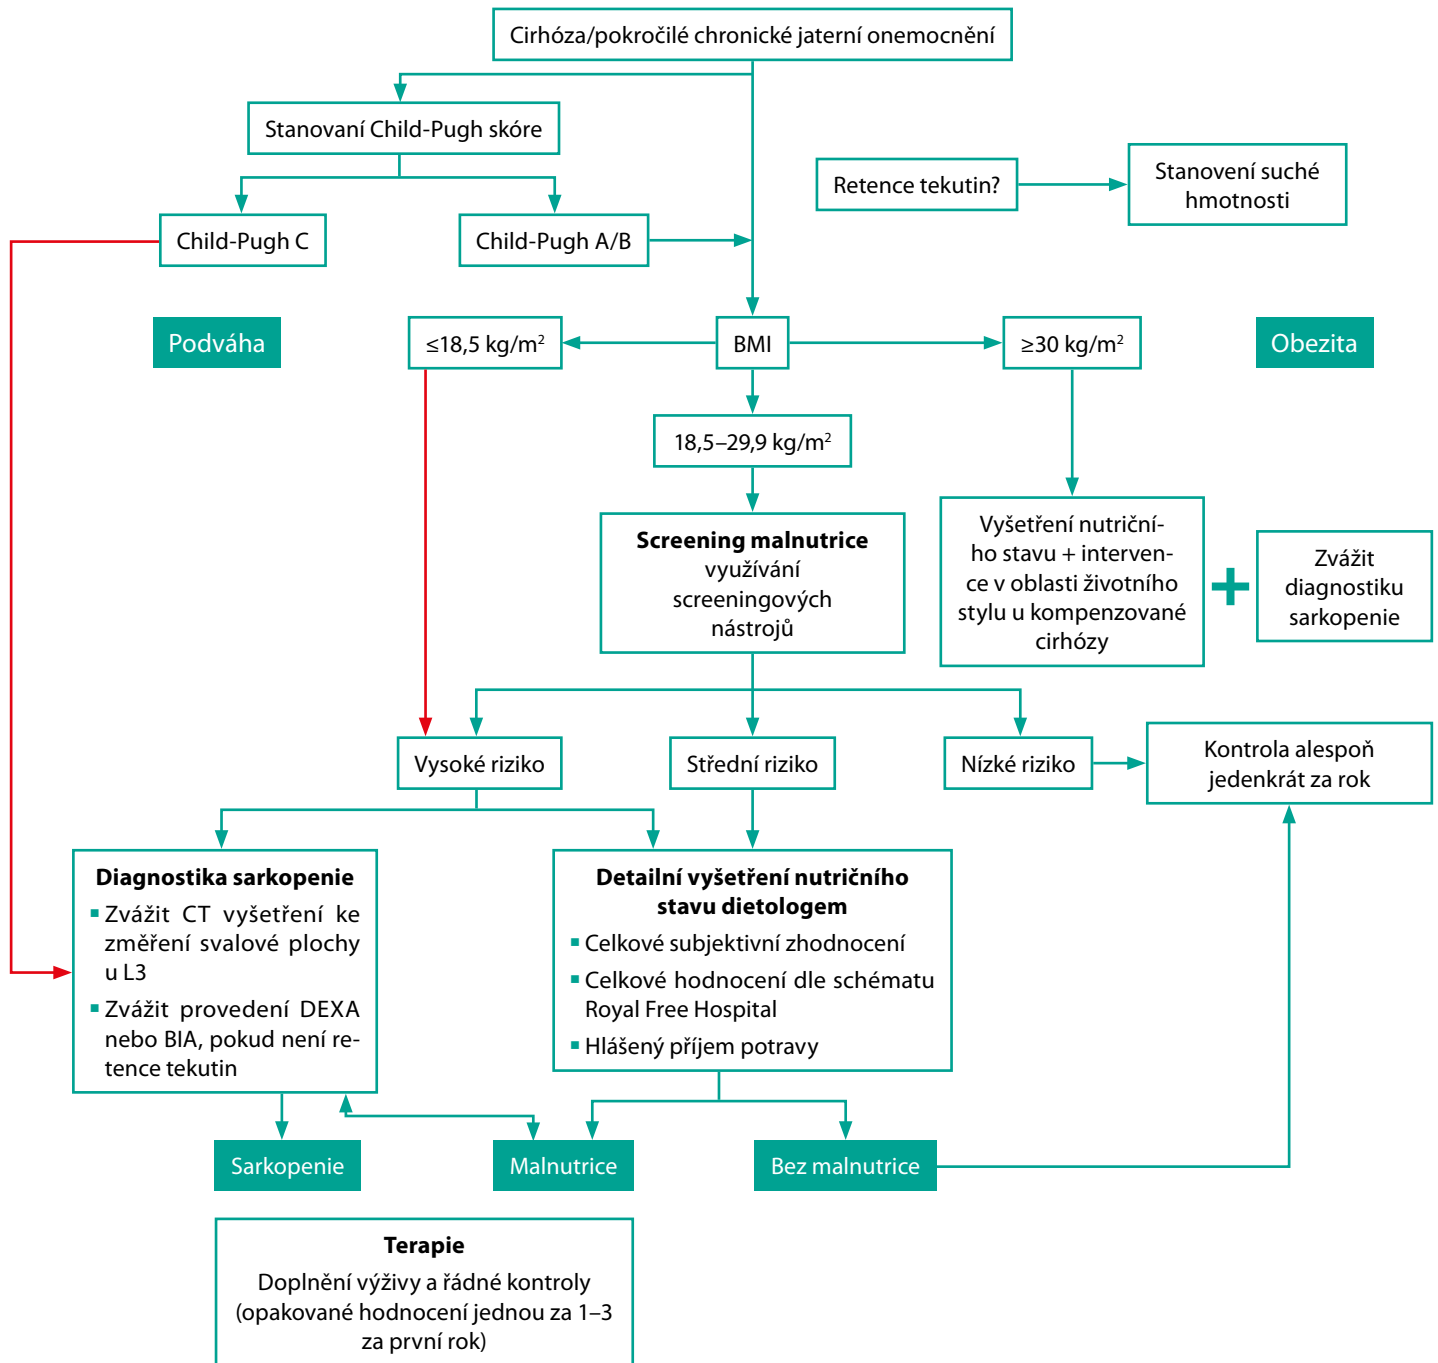 Cirhóza/pokročilé chronické jaterní onemocnění
Stanovaní Child-Pugh skóre
Retence tekutin?
Stanovení suché
hmotnosti
Child-Pugh C
Child-Pugh A/B
Podváha
≤18,5 kg/m²
BMI
≥30 kg/m²
Obezita
18,5–29,9 kg/m²
Screening malnutrice
využívání
screeningových
nástrojů
Vyšetření nutriční-
ho stavu + interven-
ce v oblasti životního
stylu u kompenzované
cirhózy
+
Zvážit
diagnostiku
sarkopenie
Vysoké riziko
Střední riziko
Nízké riziko
Kontrola alespoň
jedenkrát za rok
Diagnostika sarkopenie
▪ Zvážit CT vyšetření ke
změření svalové plochy
u L3
▪ Zvážit provedení DEXA
nebo BIA, pokud není re-
tence tekutin
Detailní vyšetření nutričního
stavu dietologem
▪ Celkové subjektivní zhodnocení
▪ Celkové hodnocení dle schématu
Royal Free Hospital
▪ Hlášený příjem potravy
Sarkopenie
Malnutrice
Bez malnutrice
Terapie
Doplnění výživy a řádné kontroly
(opakované hodnocení jednou za 1–3
za první rok)